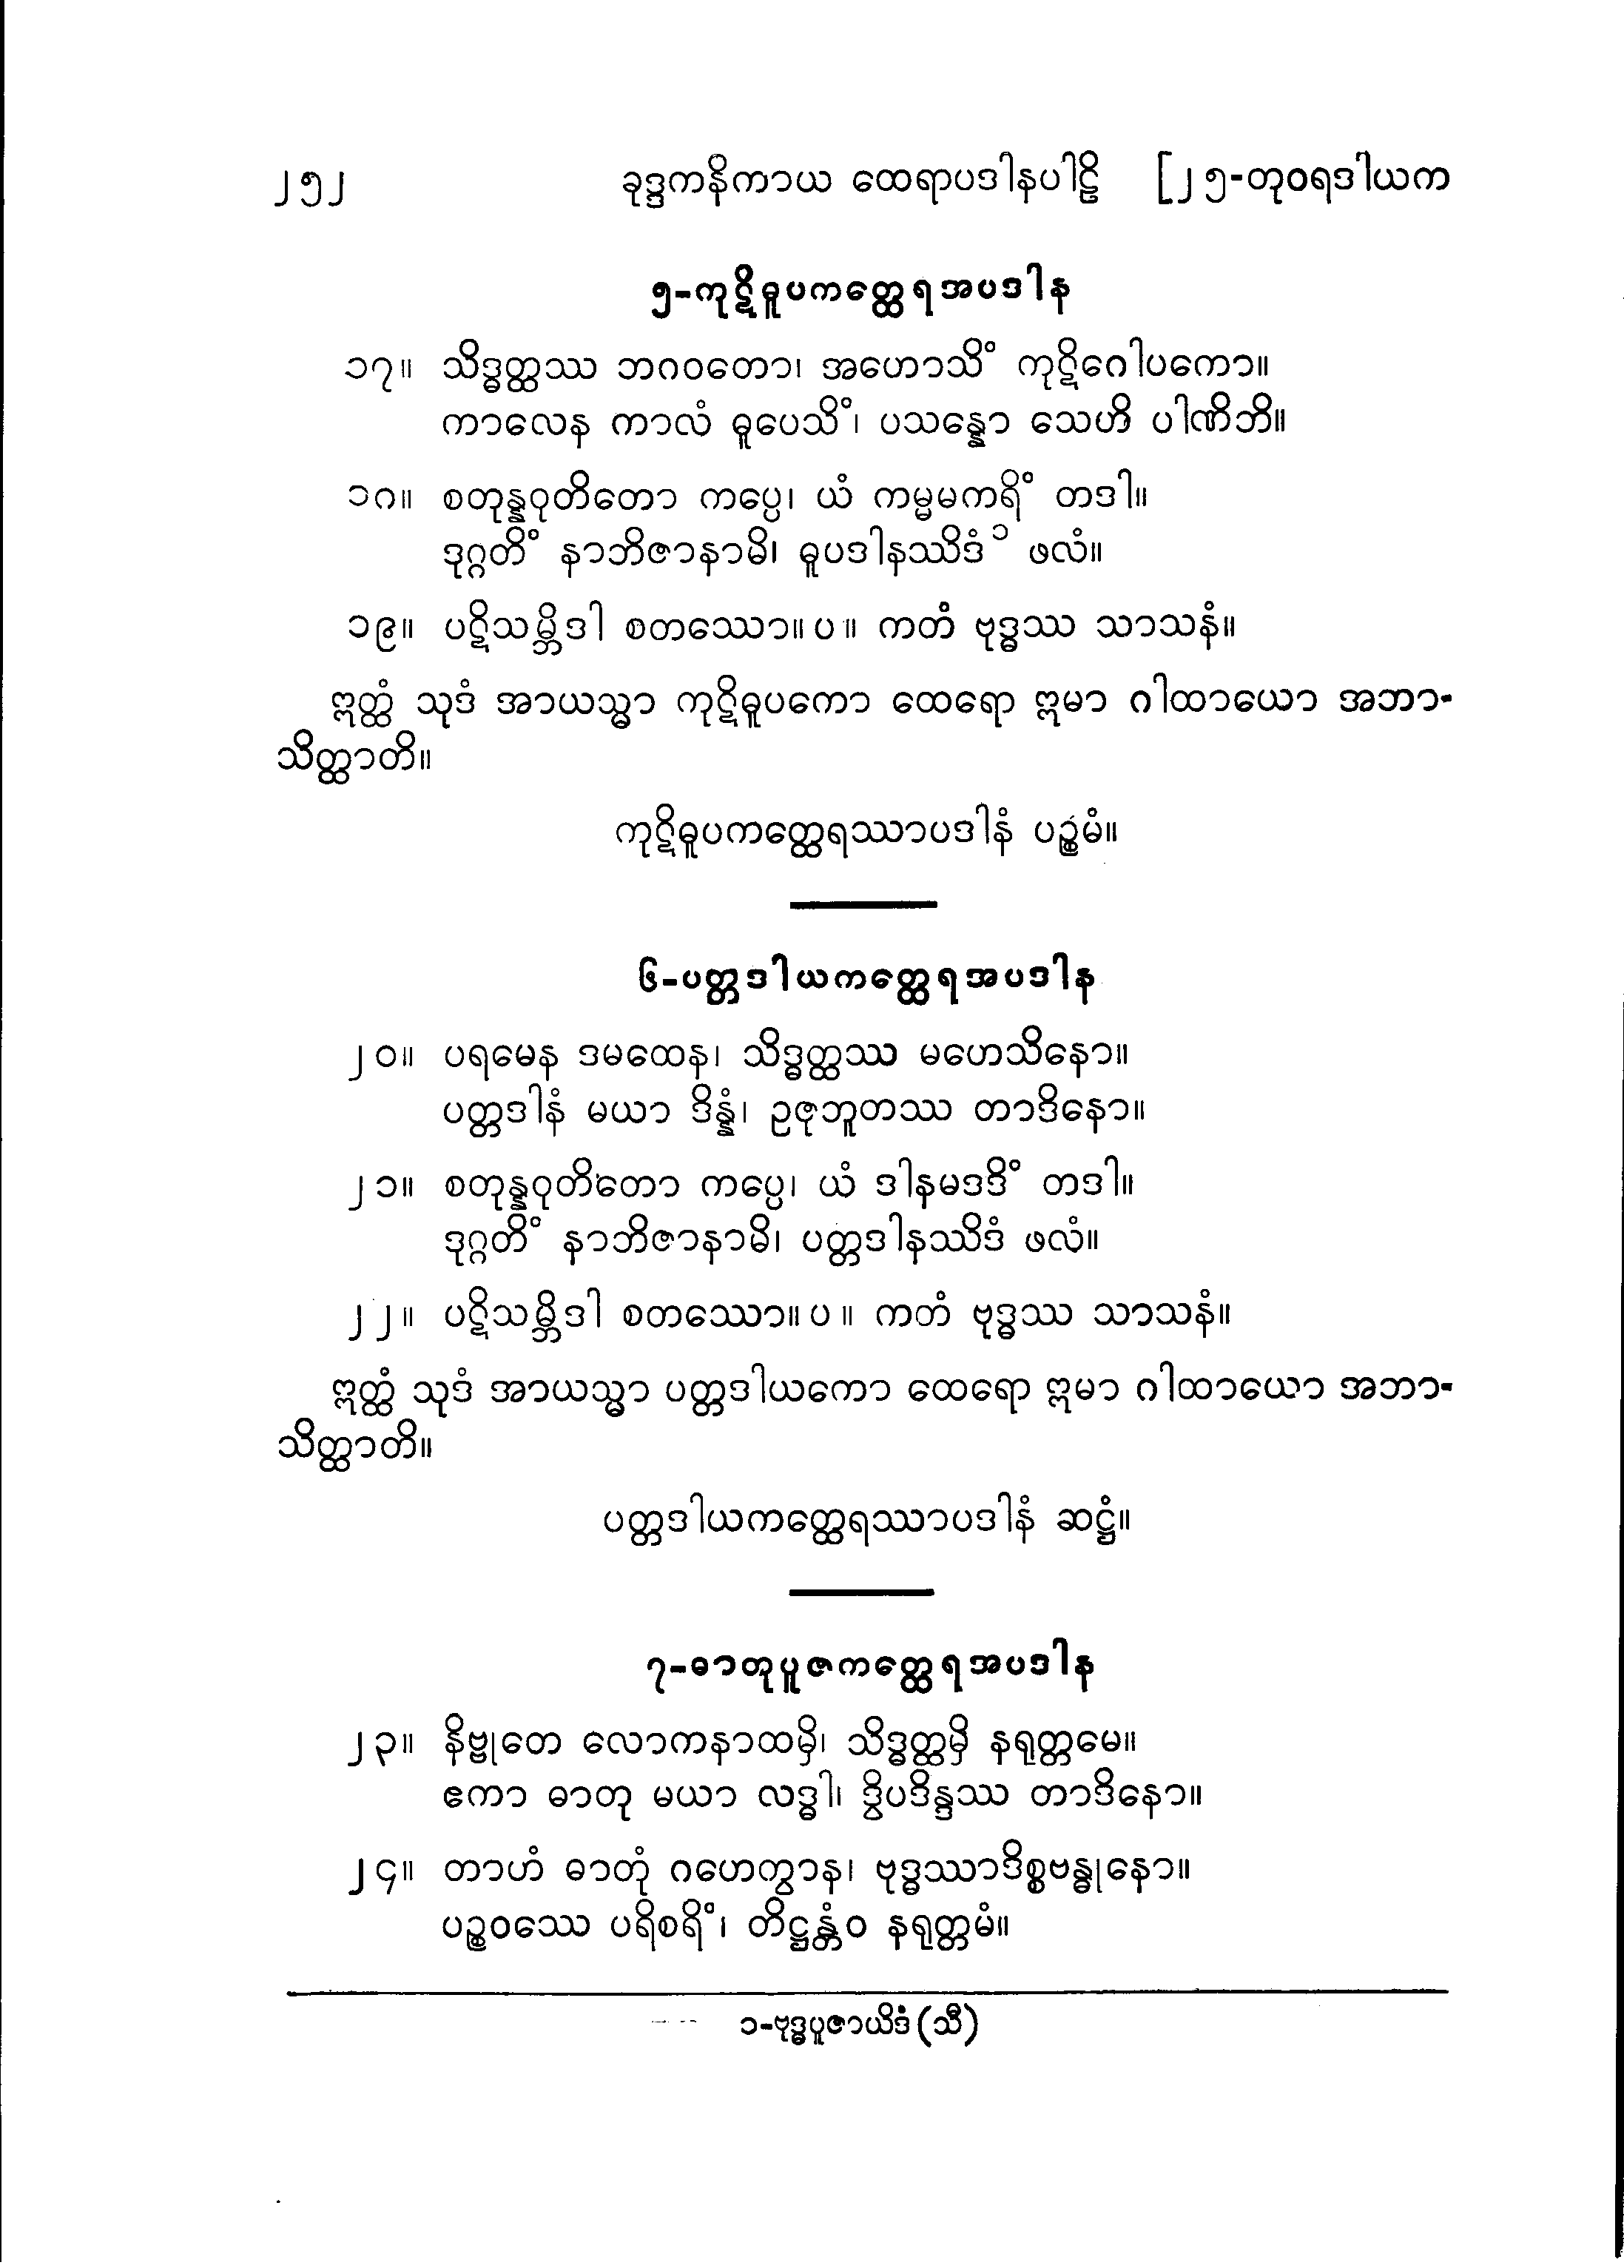 ၂၅၂ ခုဒ္ဒကနိကာယ ထေရာပဒါနပါဠိ [၂၅-တုဝရဒါယက
၅-ကုဋိဓူပကတ္ထေရအပဒါန
၁၇။ သိဒ္ဓတ္ထဿ ဘဂဝတော၊ အဟောသိံ ကုဋိဂေါပကော။
ကာလေန ကာလံ ဓူပေသိံ၊ ပသန္နော သေဟိ ပါဏိဘိ။
၁၈။ စတုန္နဝုတိတော ကပ္ပေ၊ ယံ ကမ္မမကရိံ တဒါ။
ဒုဂ္ဂတိံ နာဘိဇာနာမိ၊ ဓူပဒါနဿိဒံ ၁ ဖလံ။
၁၉။ ပဋိသမ္ဘိဒါ စတဿော။ပ။ ကတံ ဗုဒ္ဓဿ သာသနံ။
ဣတ္ထံ သုဒံ အာယသ္မာ ကုဋိဓူပကော ထေရော ဣမာ ဂါထာယော အဘာ-
သိတ္ထာတိ။
ကုဋိဓူပကတ္ထေရဿာပဒါနံ ပဉ္စမံ။
၆-ပတ္တဒါယကတ္ထေရအပဒါန
၂၀။ ပရမေန ဒမထေန၊ သိဒ္ဓတ္ထဿ မဟေသိနော။
ပတ္တဒါနံ မယာ ဒိန္နံ၊ ဥဇုဘူတဿ တာဒိနော။
၂၁။ စတုန္နဝုတိတော ကပ္ပေ၊ ယံ ဒါနမဒဒိံ တဒါ။
ဒုဂ္ဂတိံ နာဘိဇာနာမိ၊ ပတ္တဒါနဿိဒံ ဖလံ။
၂၂။ ပဋိသမ္ဘိဒါ စတဿော။ပ။ ကတံ ဗုဒ္ဓဿ သာသနံ။
ဣတ္ထံ သုဒံ အာယသ္မာ ပတ္တဒါယကော ထေရော ဣမာ ဂါထာယော အဘာ-
သိတ္ထာတိ။
ပတ္တဒါယကတ္ထေရဿာပဒါနံ ဆဋ္ဌံ။
၇-ဓာတုပူဇကတ္ထေရအပဒါန
၂၃။ နိဗ္ဗုတေ လောကနာထမှိ၊ သိဒ္ဓတ္ထမှိ နရုတ္တမေ။
ဧကာ ဓာတု မယာ လဒ္ဓါ၊ ဒွိပဒိန္ဒဿ တာဒိနော။
၂၄။ တာဟံ ဓာတုံ ဂဟေတွာန၊ ဗုဒ္ဓဿာဒိစ္စဗန္ဓုနော။
ပဉ္စဝဿေ ပရိစရိံ၊ တိဋ္ဌန္တံဝ နရုတ္တမံ။
၁-ဗုဒ္ဓပူဇာယိဒံ (သီ)